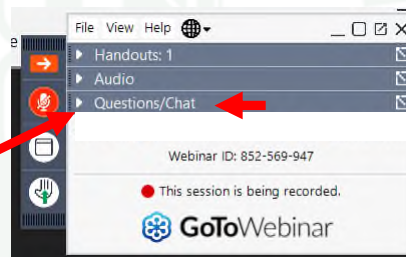 File View Help
Handouts: 1
Audio
Questions/Chat
Webinar ID: 852-569-947
This session is being recorded.
GoToWebinar